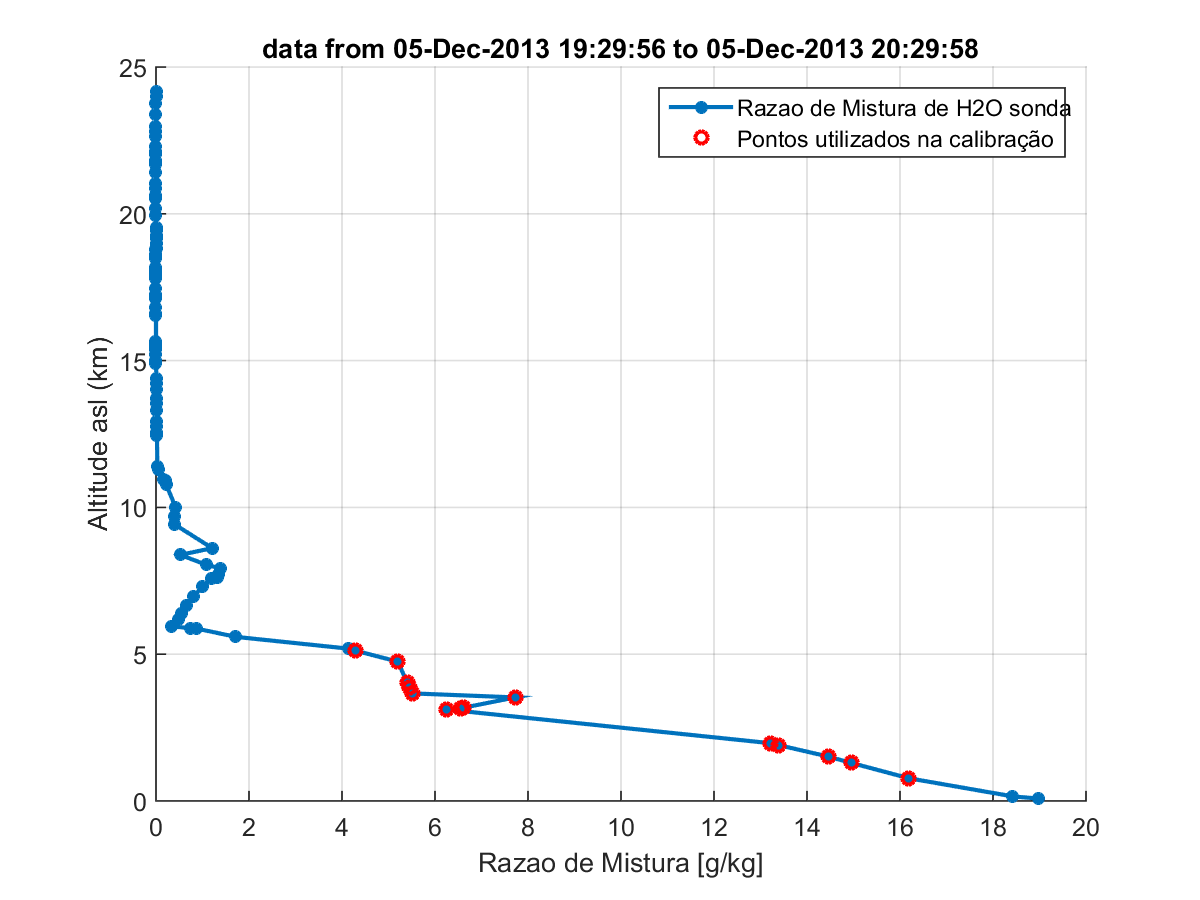 data from 05-Dec-2013 19:29:56 to 05-Dec-2013 20:29:58
Razao de Mistura de H2O sonda
Pontos utilizados na calibração
Altitude asl (km)
25
20
15
10
5
0
0 2 4 6 8 10 12 14 16 18 20
Razao de Mistura [g/kg]